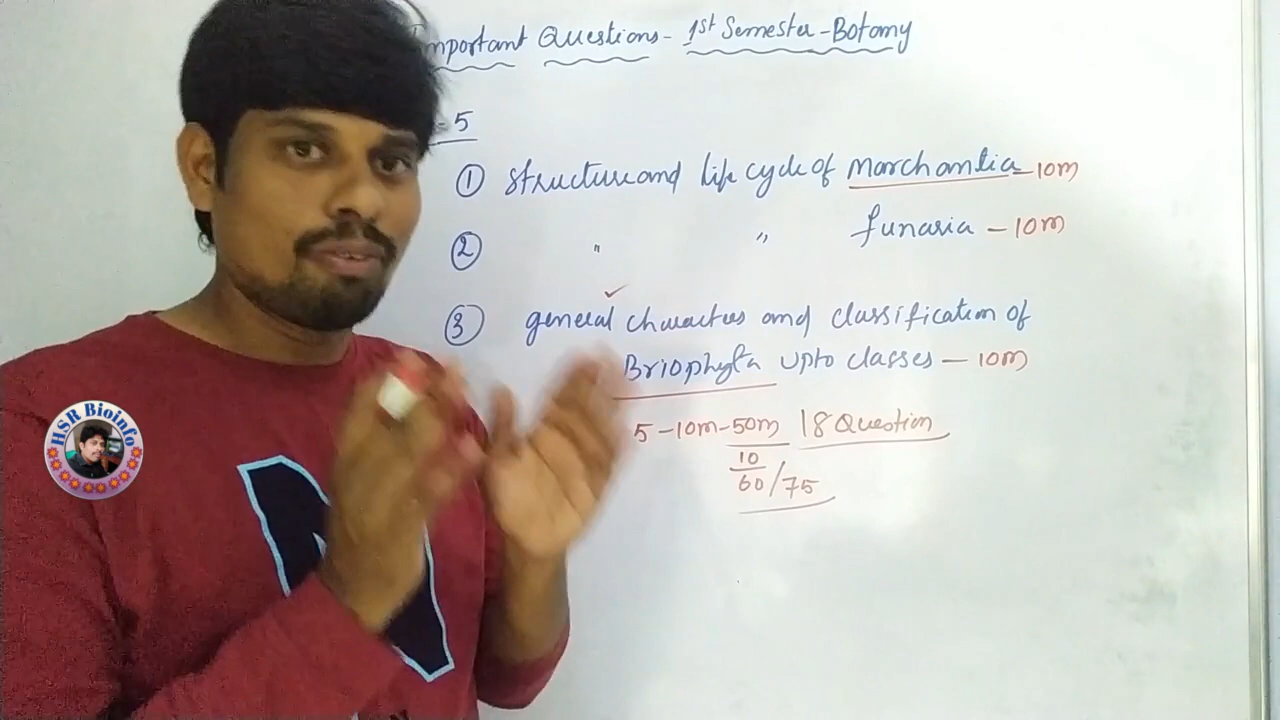 mportant Questions - 1st Semester - Botany
= 5
① Structure and life cycle of Marchantia - 10m
② " " funaria - 10m
③ general characters and classification of
Briophyta upto classes - 10m
5 - 10m - 50m 18 Question
10
60/75
HSR Bioinfo